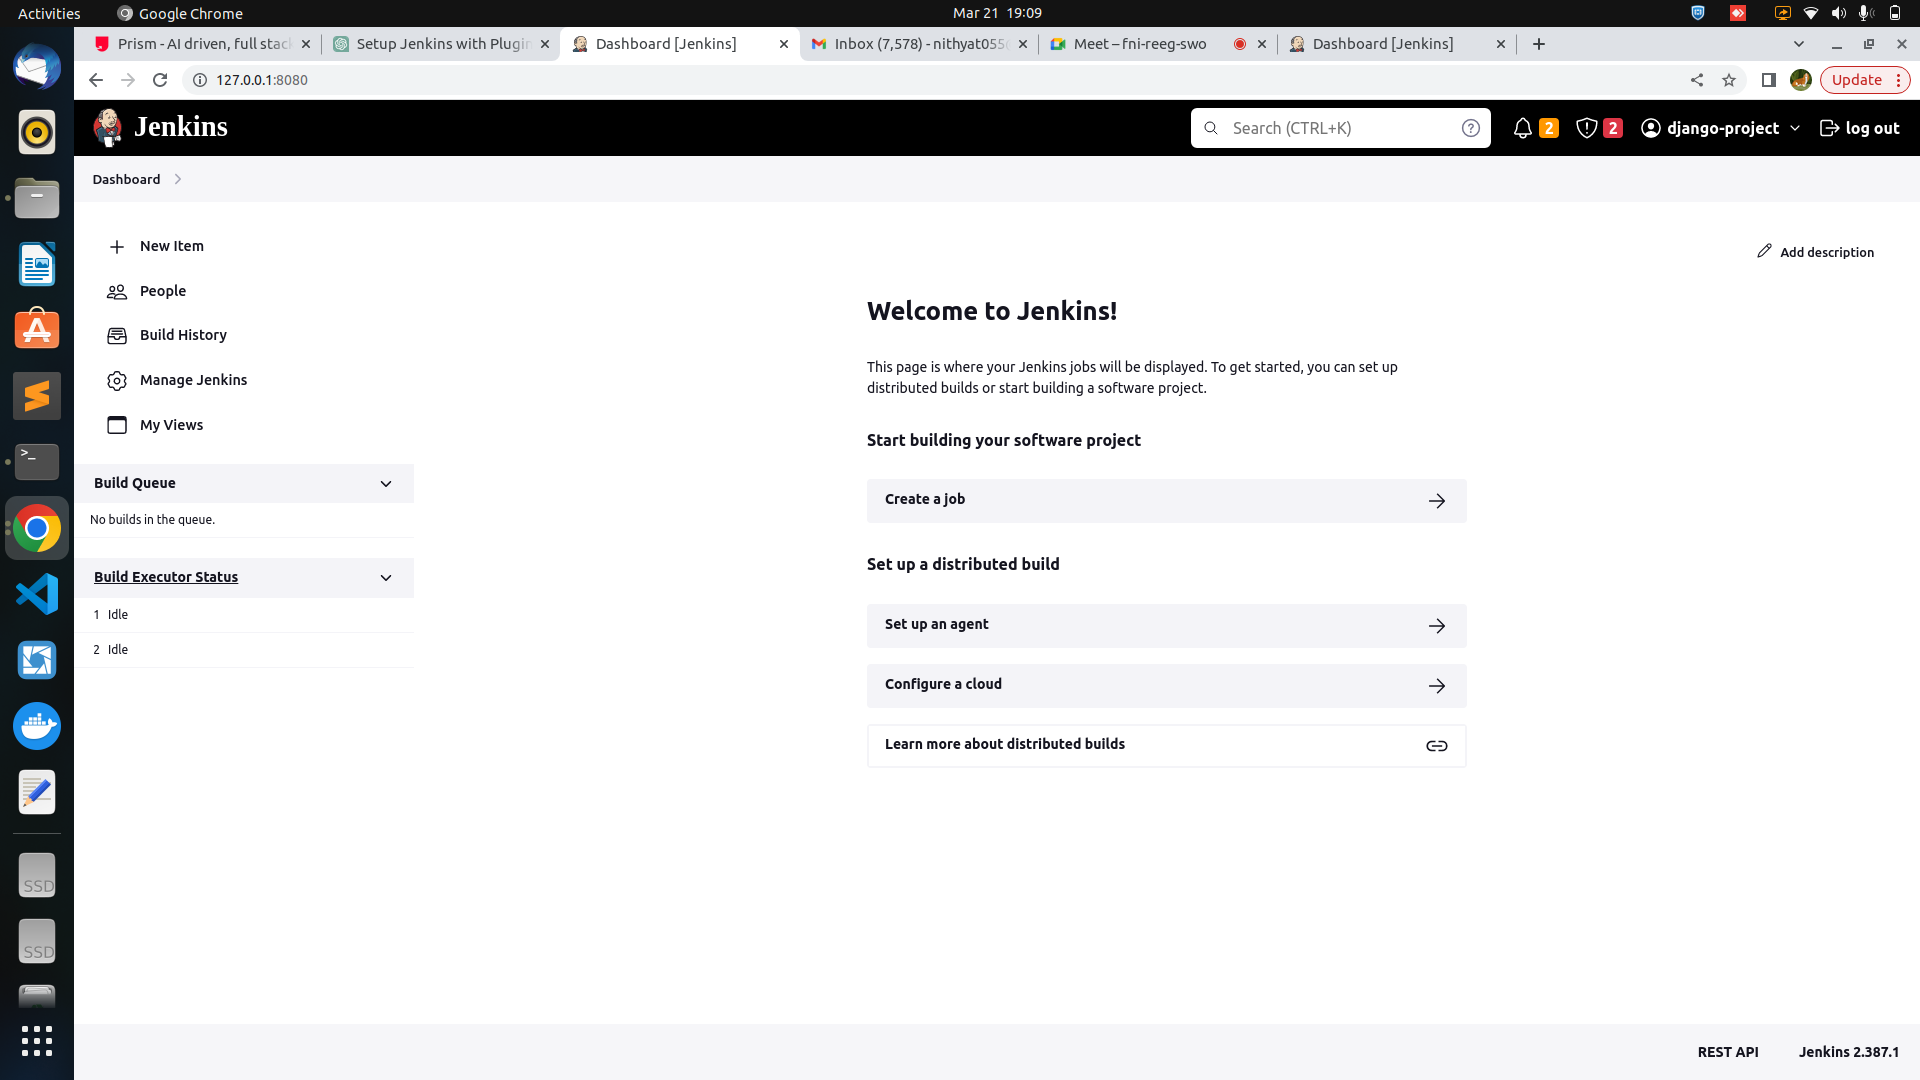 Activities
Google Chrome
Mar 21 19:09
Prism - AI driven, full stac
Setup Jenkins with Plugin
Dashboard [Jenkins]
Inbox (7,578) - nithyat055
Meet – fni-reeg-swo
Dashboard [Jenkins]
127.0.0.1:8080
Update
Jenkins
Search (CTRL+K)
2
2
django-project
log out
Dashboard
New Item
People
Build History
Manage Jenkins
My Views
Build Queue
No builds in the queue.
Build Executor Status
1 Idle
2 Idle
Add description
Welcome to Jenkins!
This page is where your Jenkins jobs will be displayed. To get started, you can set up
distributed builds or start building a software project.
Start building your software project
Create a job
Set up a distributed build
Set up an agent
Configure a cloud
Learn more about distributed builds
SSD
SSD
REST API
Jenkins 2.387.1